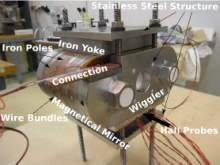 Stainless Steel Structure
Iron Poles
Iron Yoke
Connection
Wiggler
Magnetical Mirror
Wire Bundles
Hall Probes